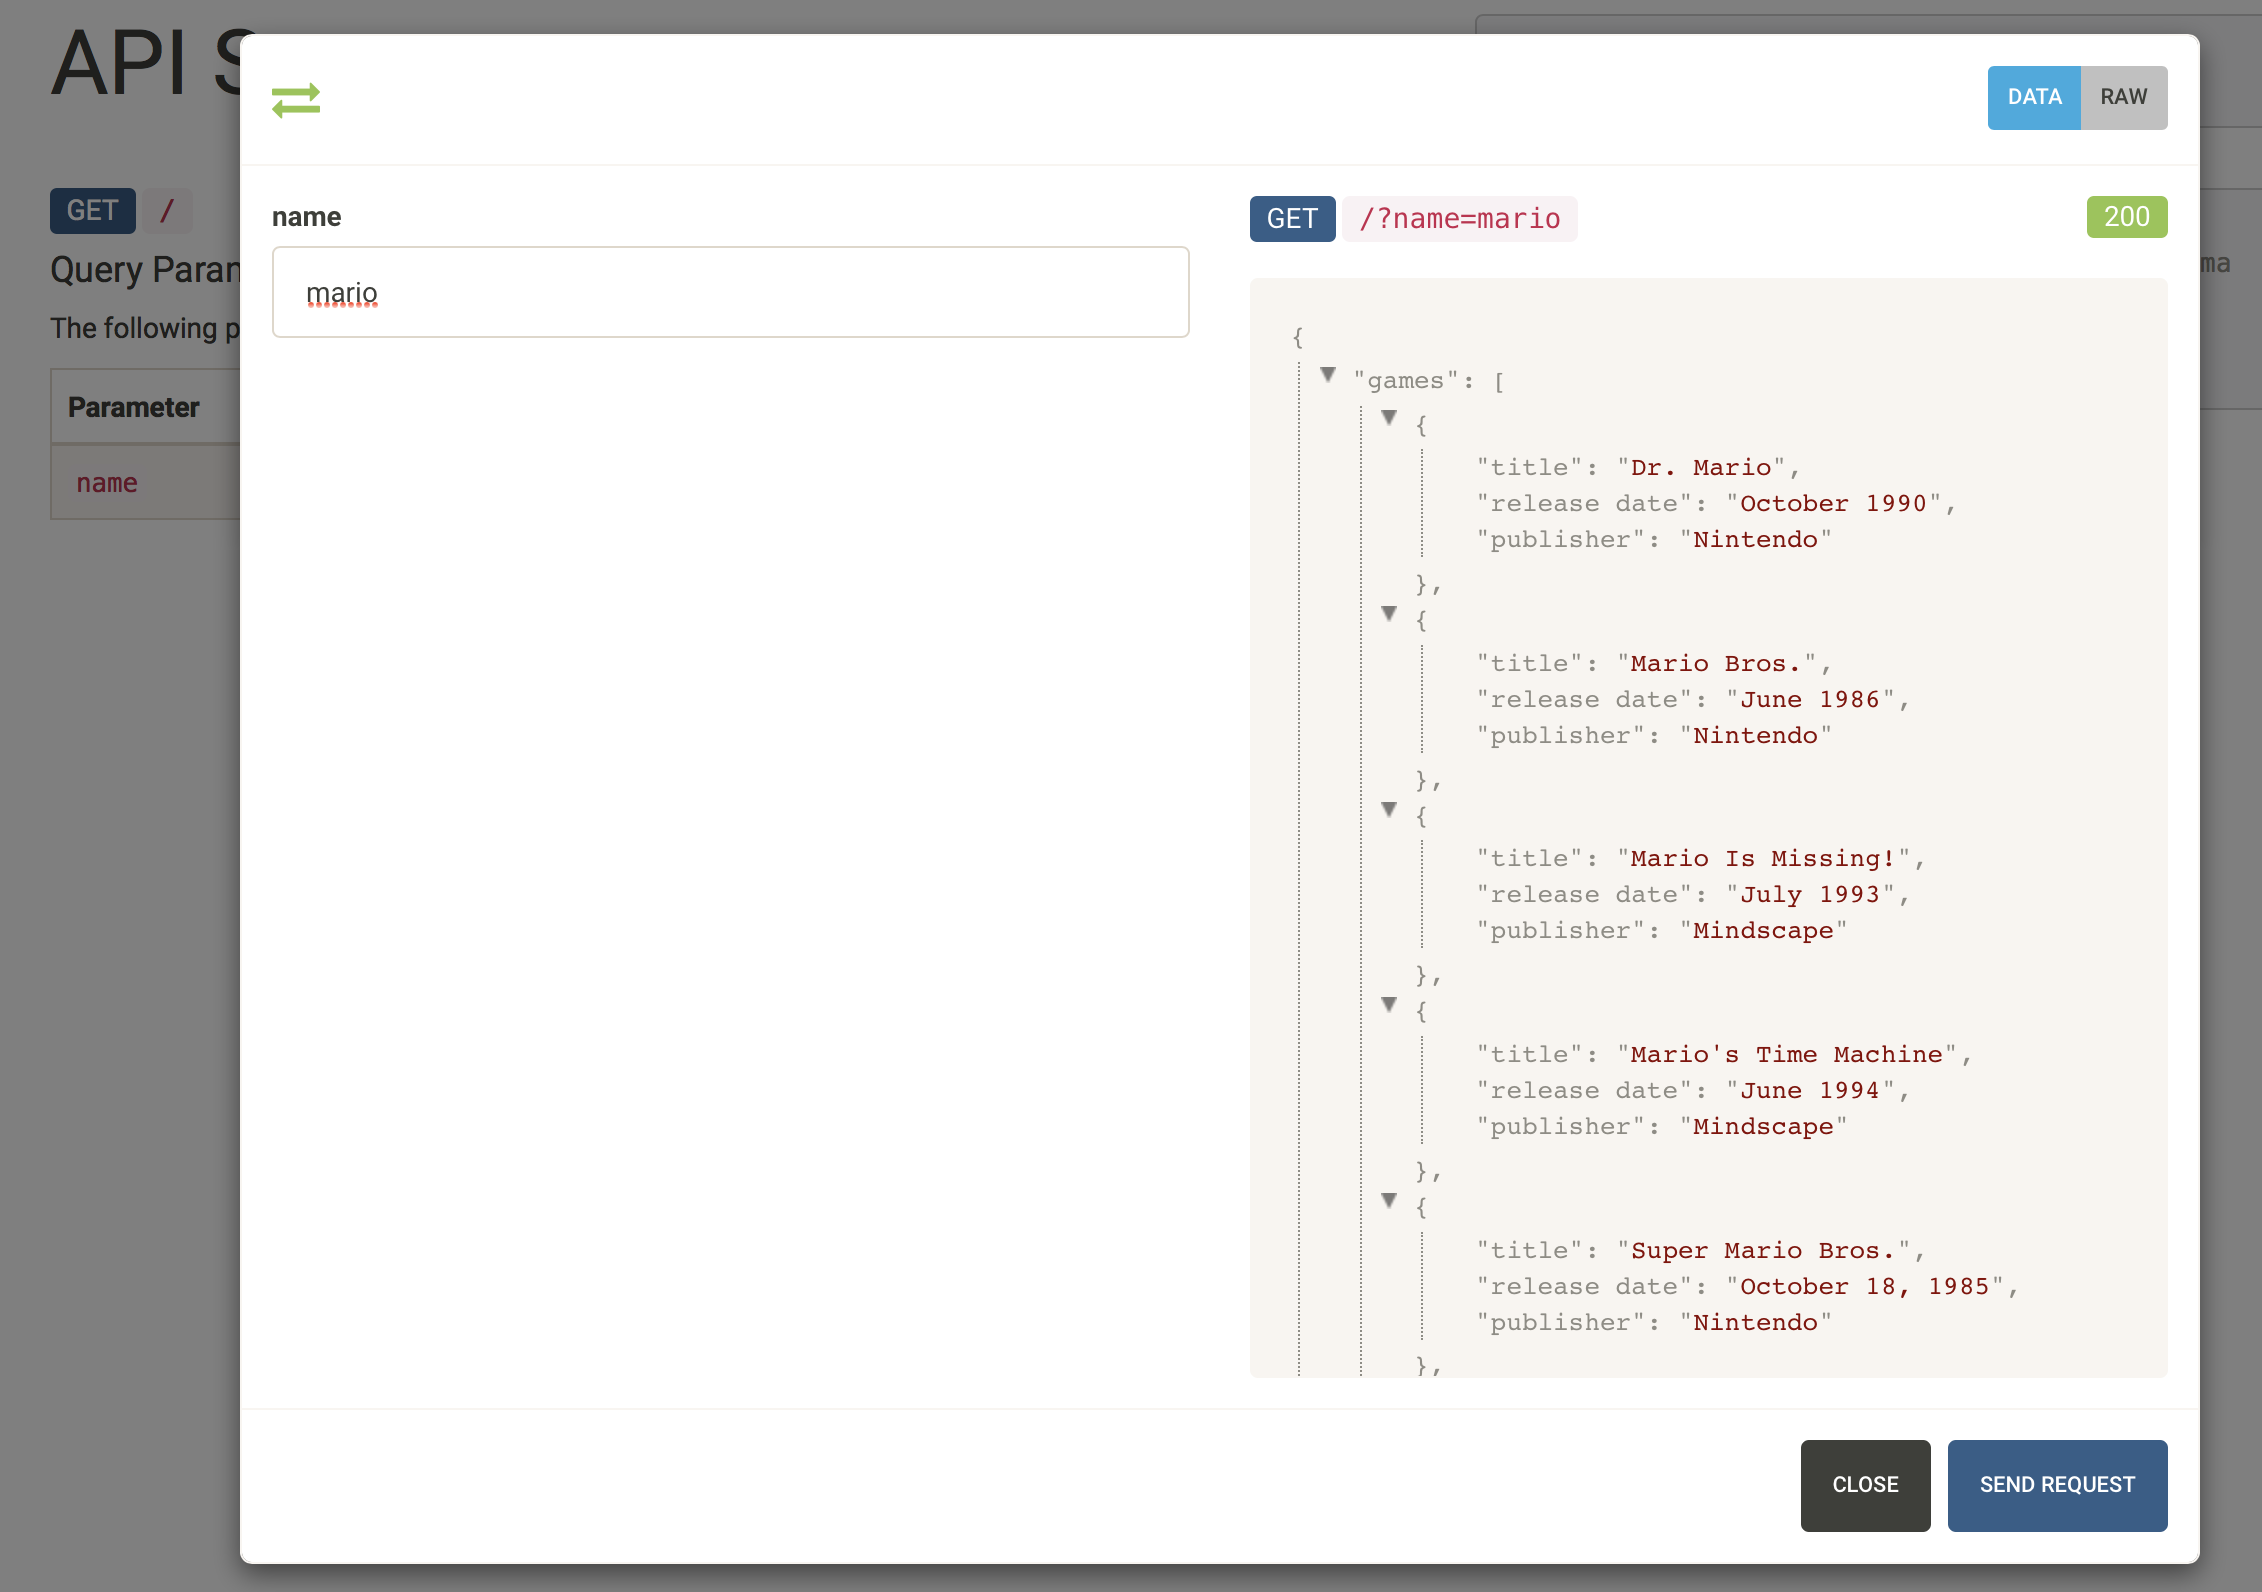 API S
DATA RAW
GET /
Query Param
The following p
Parameter
name
name
mario
GET /?name=mario
200
ma
{
"games": [
{
"title": "Dr. Mario",
"release date": "October 1990",
"publisher": "Nintendo"
},
{
"title": "Mario Bros.",
"release date": "June 1986",
"publisher": "Nintendo"
},
{
"title": "Mario Is Missing!",
"release date": "July 1993",
"publisher": "Mindscape"
},
{
"title": "Mario's Time Machine",
"release date": "June 1994",
"publisher": "Mindscape"
},
{
"title": "Super Mario Bros.",
"release date": "October 18, 1985",
"publisher": "Nintendo"
},
CLOSE SEND REQUEST